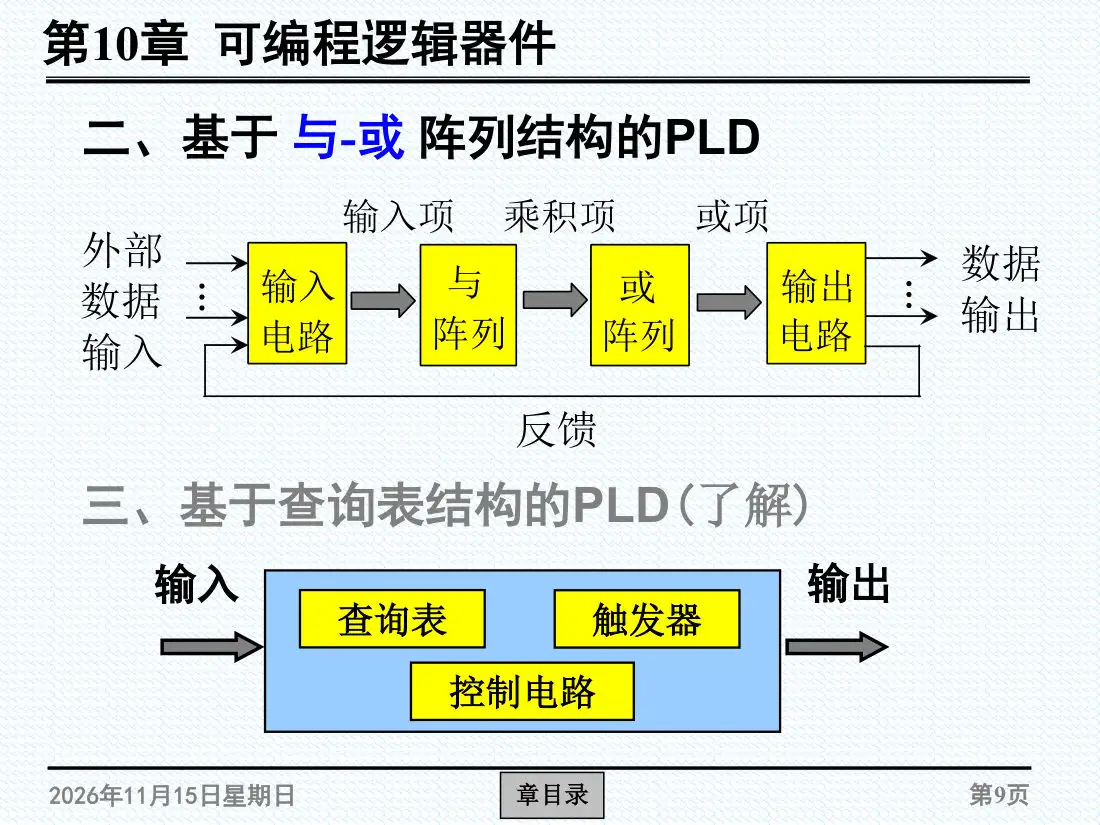 第10章 可编程逻辑器件
二、基于 与-或 阵列结构的PLD
输入项 乘积项 或项
外部
数据
输入
⋮
输入
电路
与
阵列
或
阵列
输出
电路
⋮
数据
输出
反馈
三、基于查询表结构的PLD(了解)
输入
查询表
触发器
控制电路
输出
2026年11月15日星期日
章目录
第9页